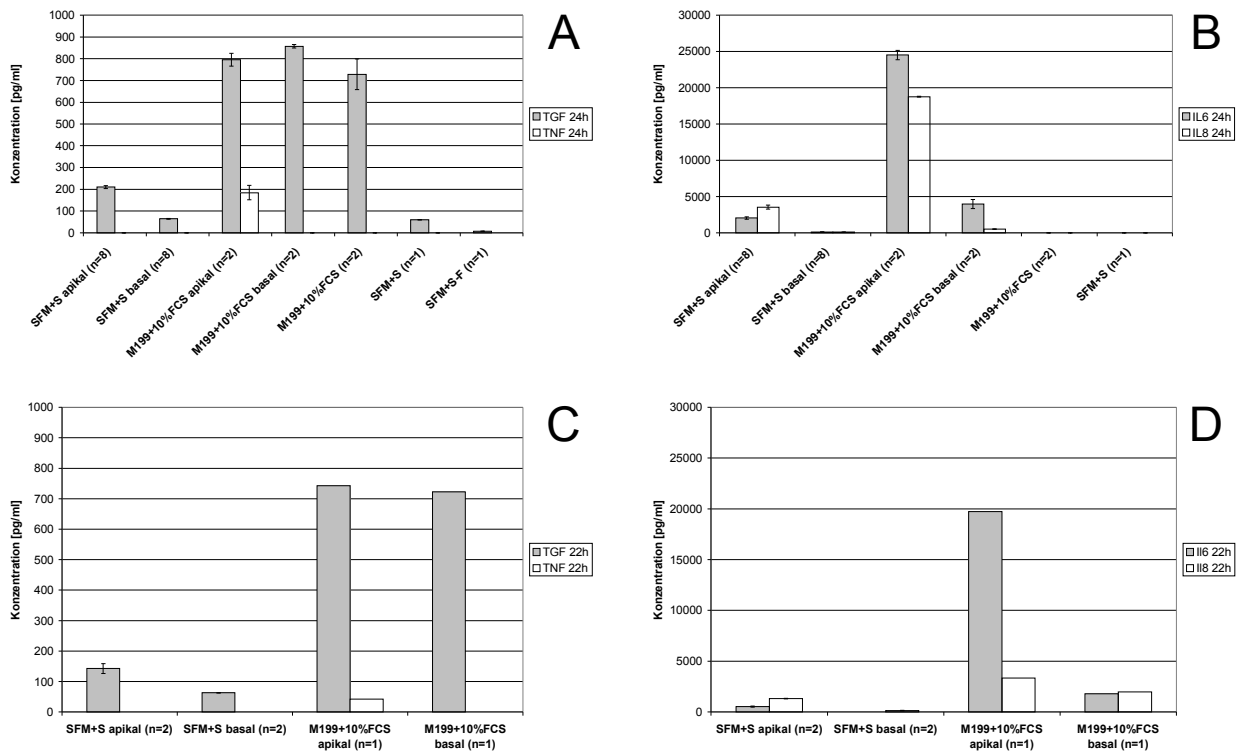 A
Konzentration [pg/ml]
1000
900
800
700
600
500
400
300
200
100
0
SFM+S apikal (n=8)
SFM+S basal (n=8)
M199+10%FCS apikal (n=2)
M199+10%FCS basal (n=2)
M199+10%FCS (n=2)
SFM+S (n=1)
SFM+S-F (n=1)
TGF 24h
TNF 24h
B
Konzentration [pg/ml]
30000
25000
20000
15000
10000
5000
0
SFM+S apikal (n=8)
SFM+S basal (n=8)
M199+10%FCS apikal (n=2)
M199+10%FCS basal (n=2)
M199+10%FCS (n=2)
SFM+S (n=1)
IL6 24h
IL8 24h
C
Konzentration [pg/ml]
1000
900
800
700
600
500
400
300
200
100
0
SFM+S apikal (n=2)
SFM+S basal (n=2)
M199+10%FCS
apikal (n=1)
M199+10%FCS
basal (n=1)
TGF 22h
TNF 22h
D
Konzentration [pg/ml]
30000
25000
20000
15000
10000
5000
0
SFM+S apikal (n=2)
SFM+S basal (n=2)
M199+10%FCS
apikal (n=1)
M199+10%FCS
basal (n=1)
Il6 22h
Il8 22h